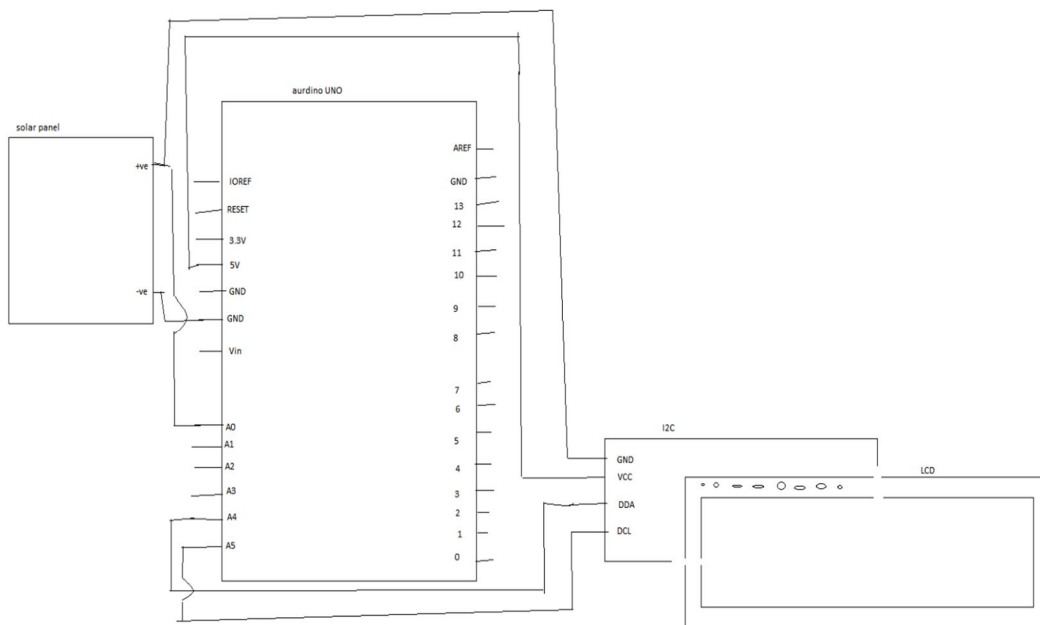 aurdino UNO
solar panel
+ve
-ve
IOREF
RESET
3.3V
5V
GND
GND
Vin
A0
A1
A2
A3
A4
A5
AREF
GND
13
12
11
10
9
8
7
6
5
4
3
2
1
0
I2C
GND
VCC
DDA
DCL
LCD